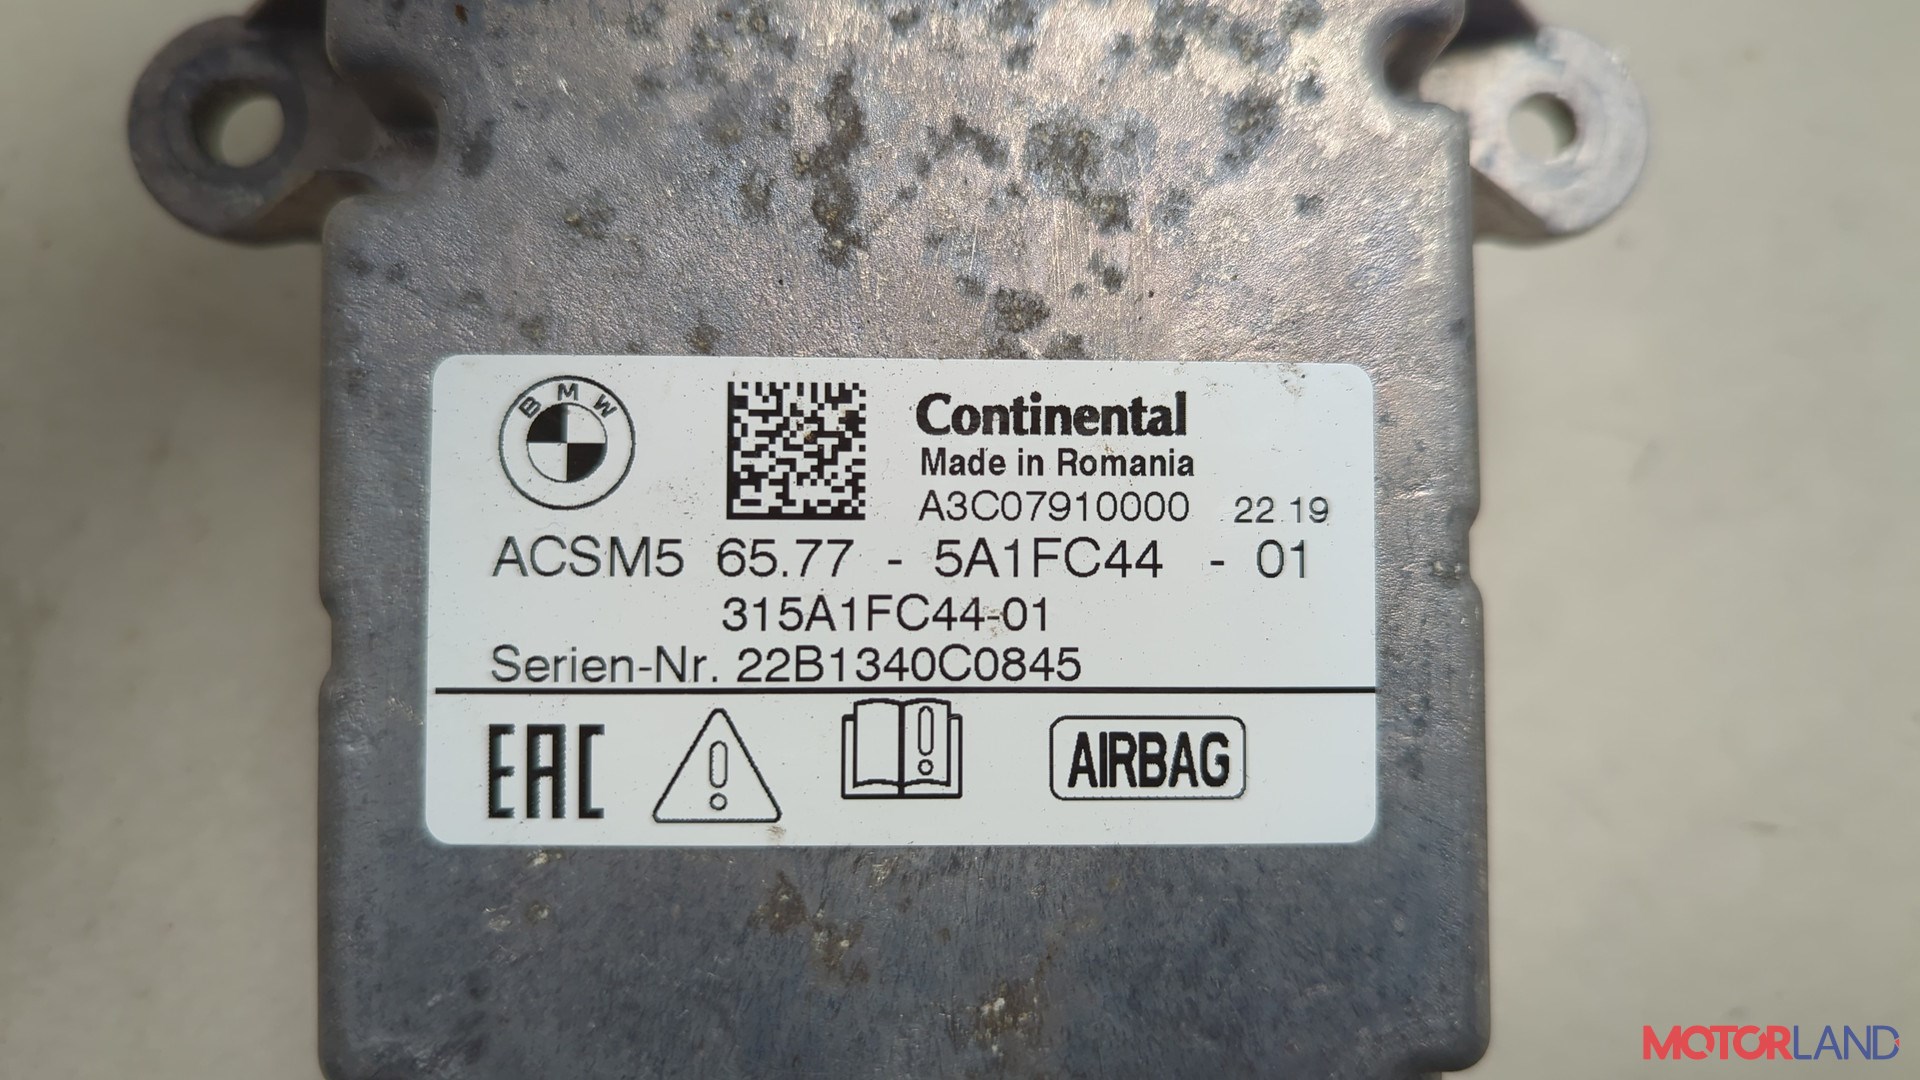 BMW
Continental
Made in Romania
A3C07910000 22 19
ACSM5 65.77 - 5A1FC44 - 01
315A1FC44-01
Serien-Nr. 22B1340C0845
EAC
AIRBAG
MOTORLAND